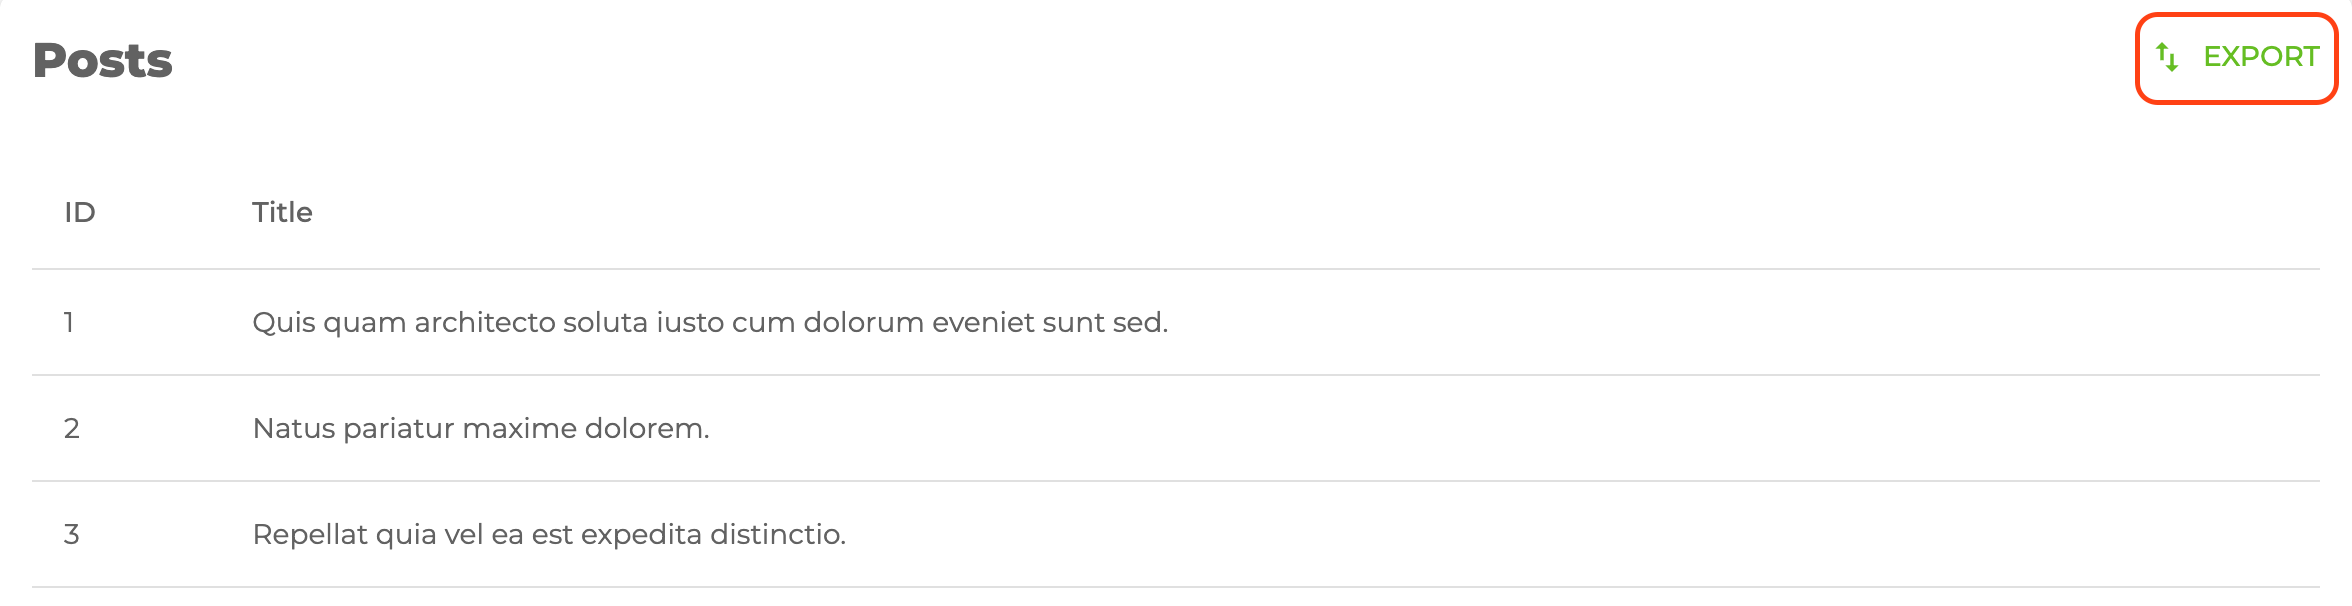 Posts
EXPORT
ID Title
1 Quis quam architecto soluta iusto cum dolorum eveniet sunt sed.
2 Natus pariatur maxime dolorem.
3 Repellat quia vel ea est expedita distinctio.